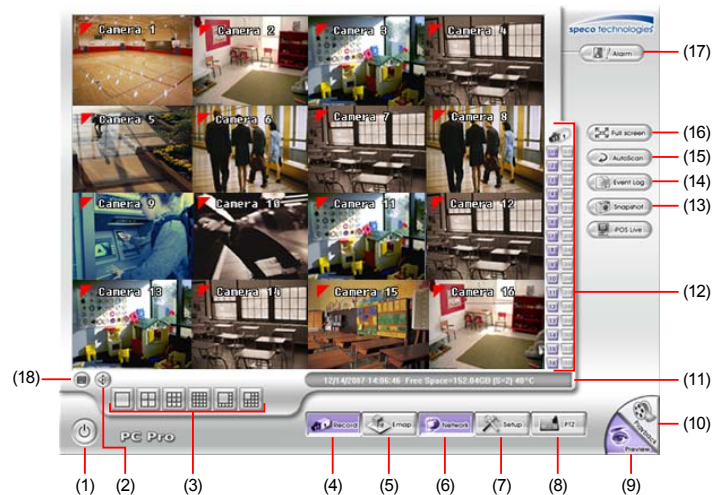 speco technologies
Camera 1
Camera 2
Camera 3
Camera 4
Alarm
(17)
Camera 5
Camera 6
Camera 7
Camera 8
Full screen
(16)
AutoScan
(15)
Event Log
(14)
Snapshot
(13)
POS Live
Camera 9
Camera 10
Camera 11
Camera 12
(12)
Camera 13
Camera 14
Camera 15
Camera 16
(18)
12/14/2007 14:06:46 Free Space=152.04GB (S=2) 40°C
(11)
PC Pro
Record
Emap
Network
Setup
PTZ
Playback
(10)
Preview
(1)
(2)
(3)
(4)
(5)
(6)
(7)
(8)
(9)